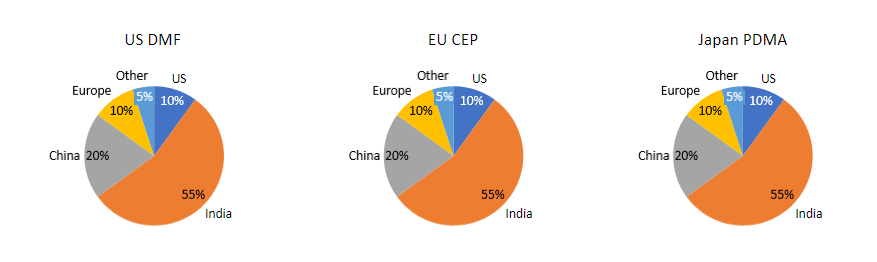 US DMF
Other
US
Europe
5%
10%
10%
China 20%
55%
India
EU CEP
Other
US
Europe
5%
10%
10%
China 20%
55%
India
Japan PDMA
Other
US
Europe
5%
10%
10%
China 20%
55%
India